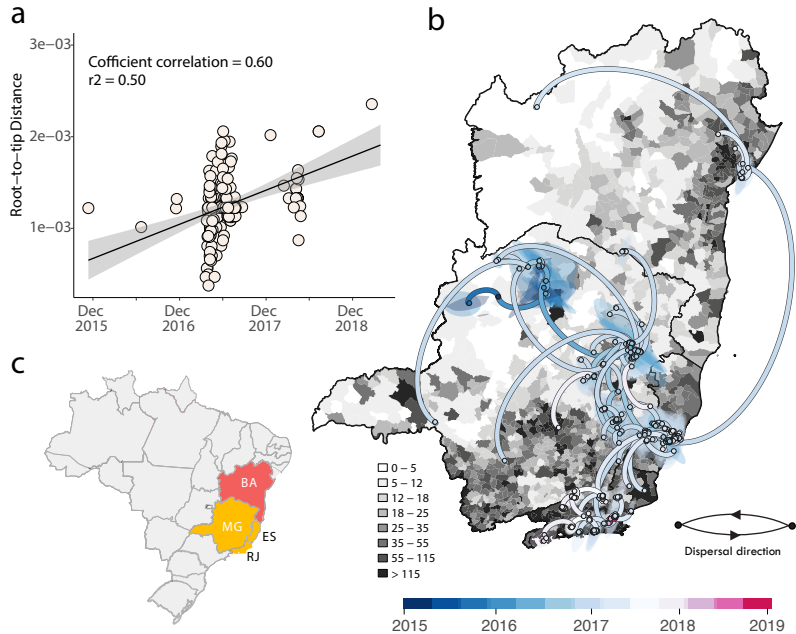 a
3e−03
2e−03
1e−03
Root−to−tip Distance
Cofficient correlation = 0.60
r2 = 0.50
Dec Dec Dec Dec
2015 2016 2017 2018
b
0 – 5
5 – 12
12 – 18
18 – 25
25 – 35
35 – 55
55 – 115
> 115
Dispersal direction
2015 2016 2017 2018 2019
c
BA
MG
ES
RJ